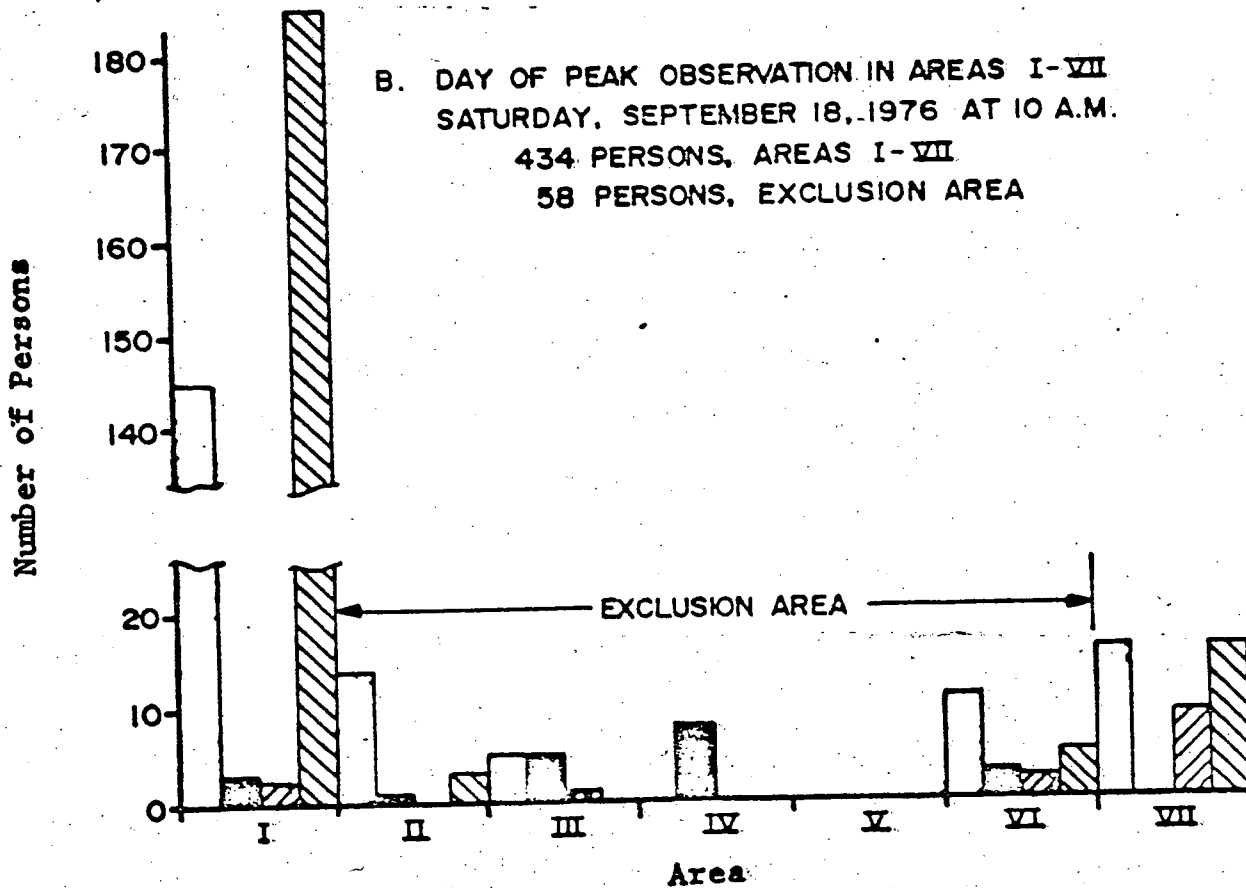 B. DAY OF PEAK OBSERVATION IN AREAS I-VII
SATURDAY, SEPTEMBER 18, 1976 AT 10 A.M.
434 PERSONS, AREAS I-VII
58 PERSONS, EXCLUSION AREA
Number of Persons
180
170
160
150
140
20
10
0
EXCLUSION AREA
I II III IV V VI VII
Area